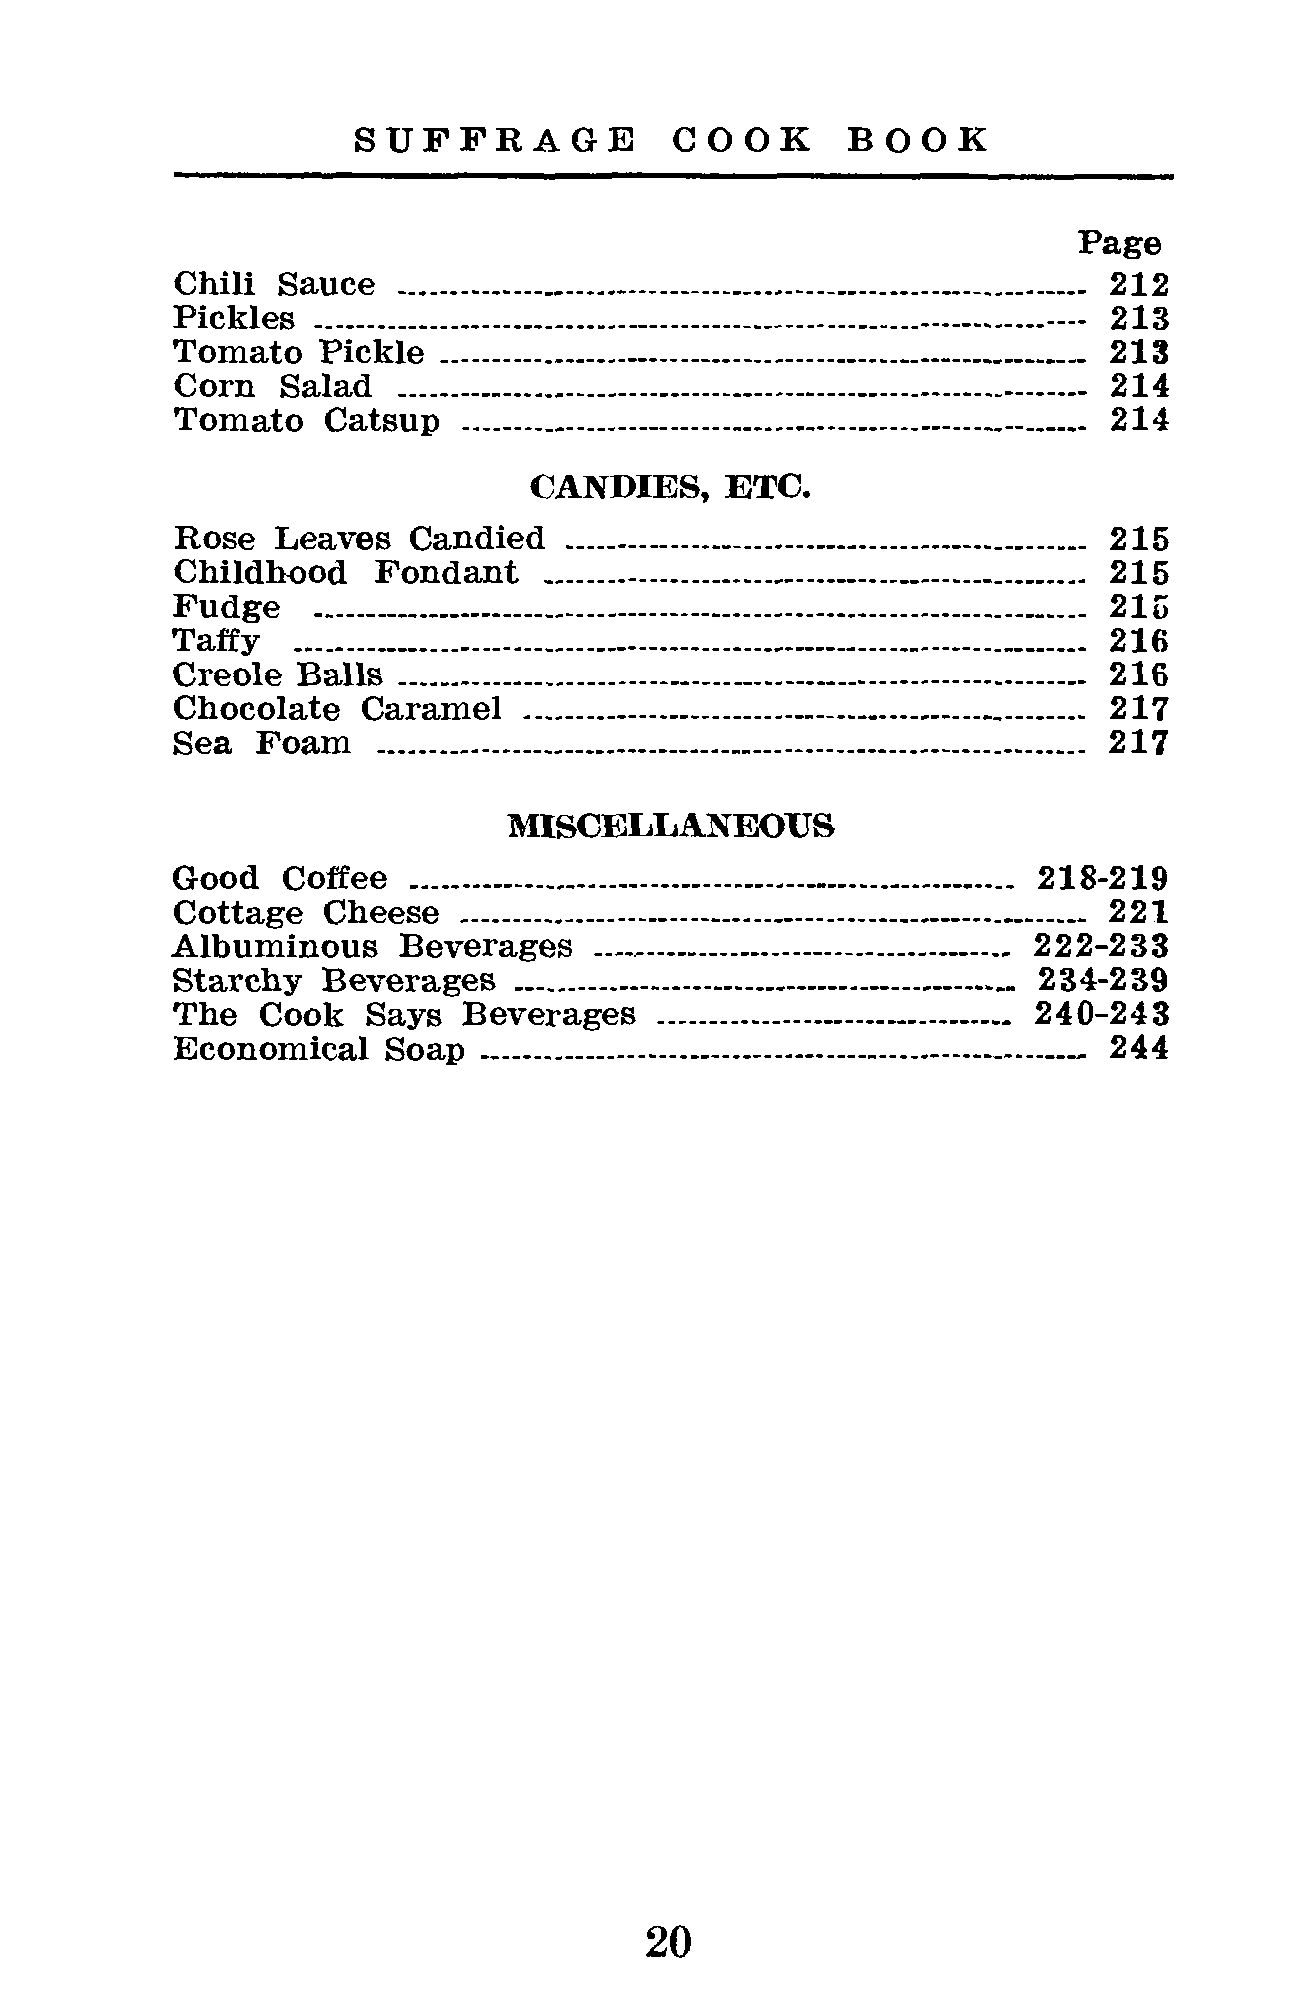 SUFFRAGE COOK BOOK
Page
Chili Sauce 212
Pickles 213
Tomato Pickle 213
Corn Salad 214
Tomato Catsup 214
CANDIES, ETC.
Rose Leaves Candied 215
Childhood Fondant 215
Fudge 215
Taffy 216
Creole Balls 216
Chocolate Caramel 217
Sea Foam 217
MISCELLANEOUS
Good Coffee 218-219
Cottage Cheese 221
Albuminous Beverages 222-233
Starchy Beverages 234-239
The Cook Says Beverages 240-243
Economical Soap 244
20